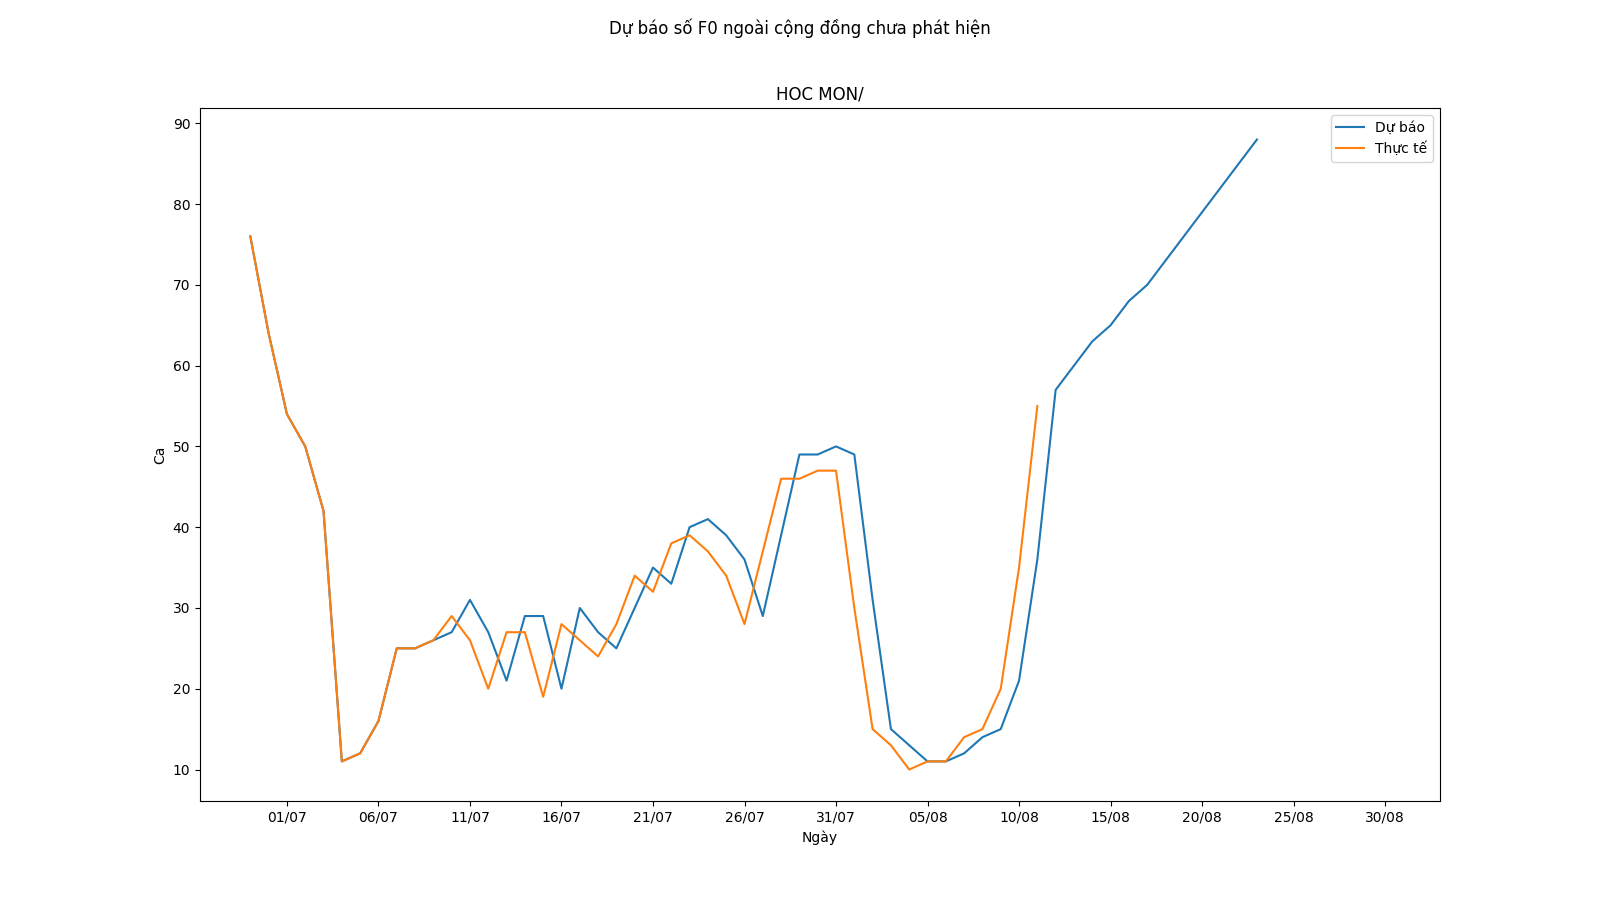 Dự báo số F0 ngoài cộng đồng chưa phát hiện
HOC MON/
Dự báo
Thực tế
90
80
70
60
50
40
30
20
10
Ca
01/07 06/07 11/07 16/07 21/07 26/07 31/07 05/08 10/08 15/08 20/08 25/08 30/08
Ngày